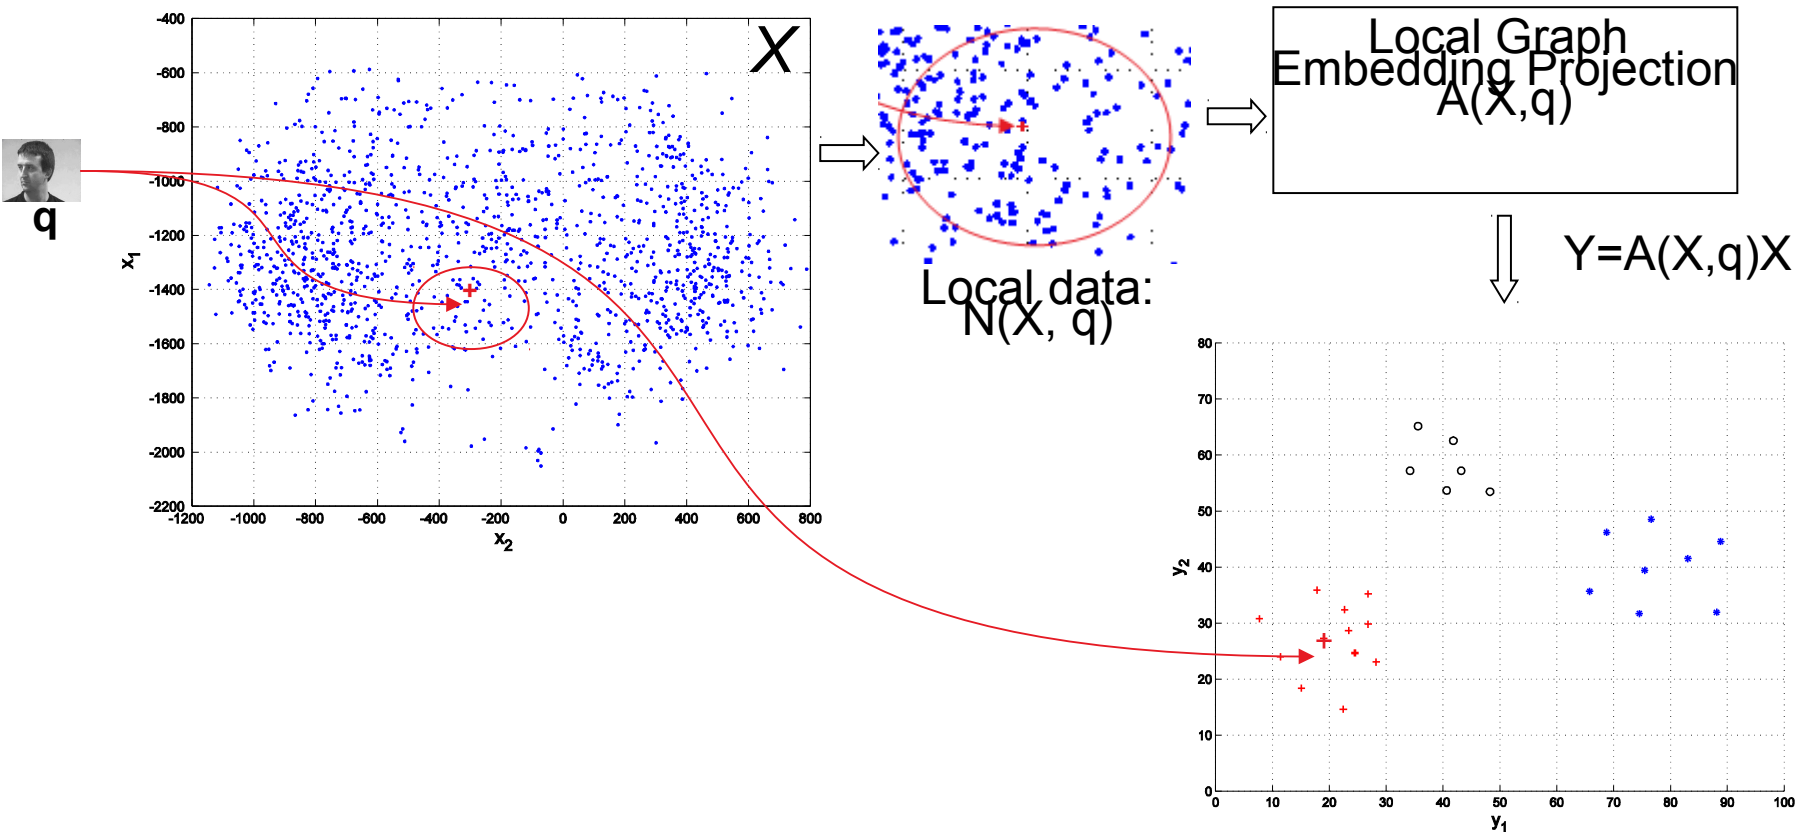 X
-400
-600
-800
-1000
-1200
-1400
-1600
-1800
-2000
-2200
x1
-1200 -1000 -800 -600 -400 -200 0 200 400 600 800
x2
q
Local data:
N(X, q)
Local Graph
Embedding Projection
A(X,q)
Y=A(X,q)X
80
70
60
50
40
30
20
10
0
y2
0 10 20 30 40 50 60 70 80 90 100
y1